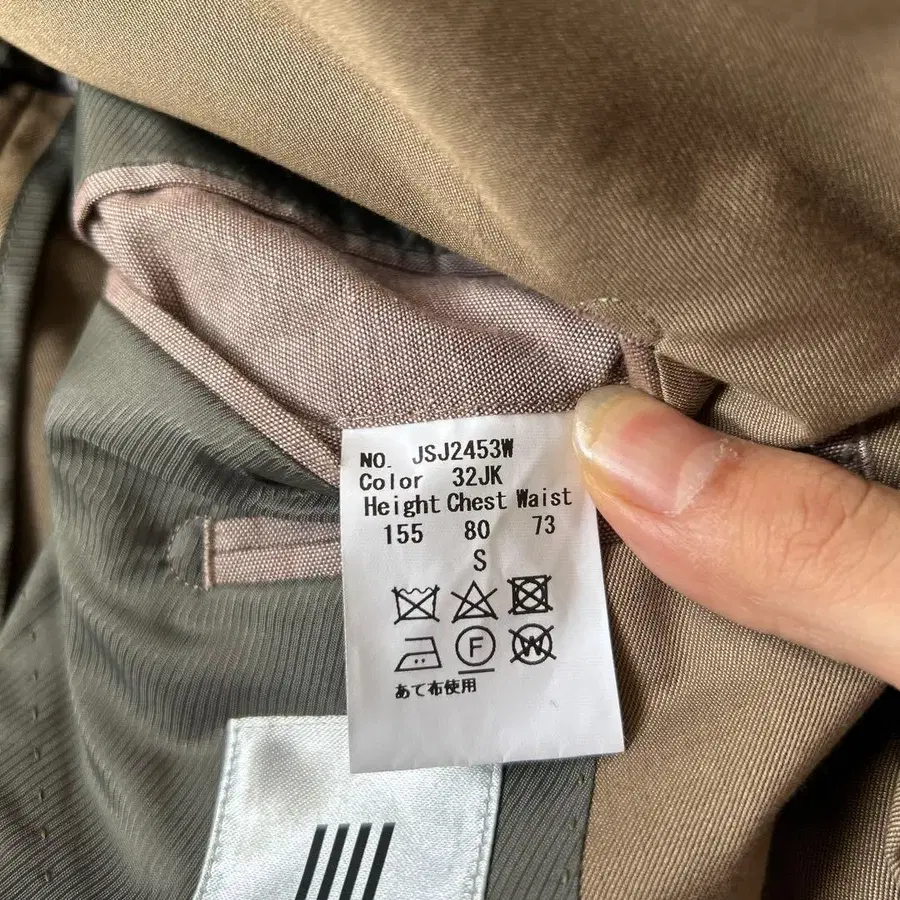 NO. JSJ2453W
Color 32JK
Height Chest Waist
155 80 73
S
F
W
あて布使用